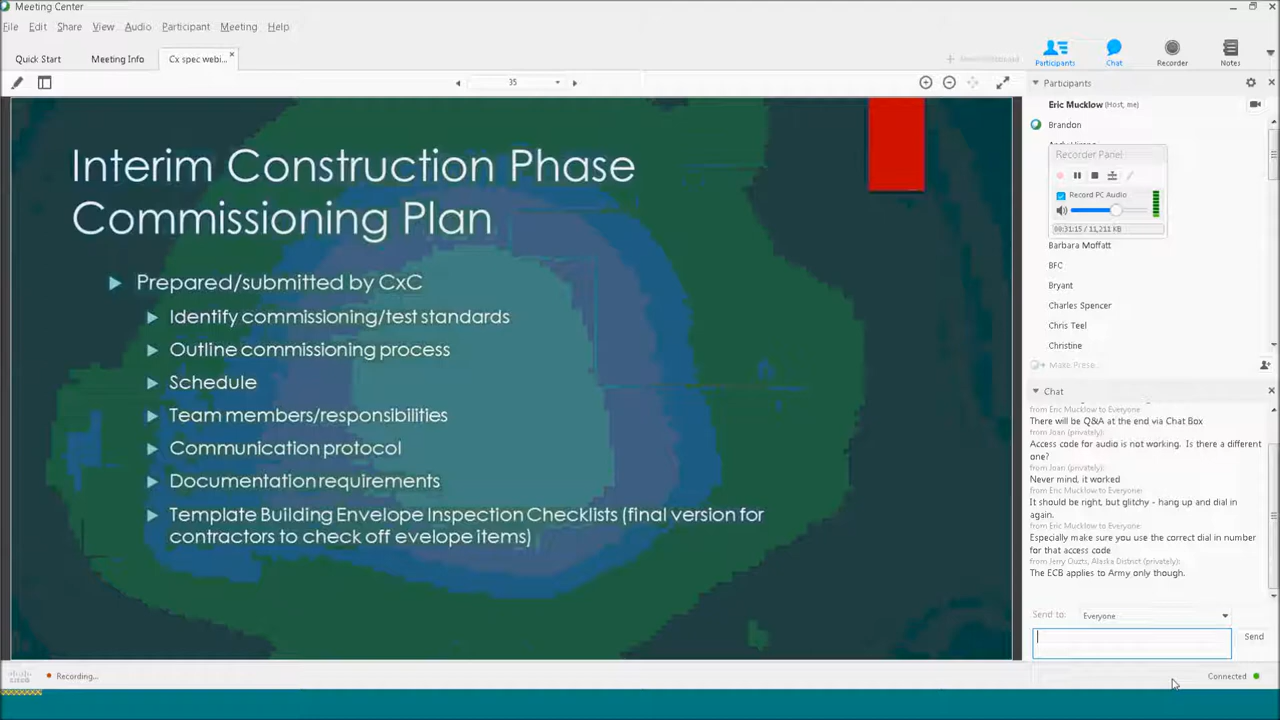 Meeting Center
File Edit Share View Audio Participant Meeting Help
Quick Start Meeting Info Cx spec webi...
Participants Chat Recorder Notes
35
Interim Construction Phase
Commissioning Plan
Prepared/submitted by CxC
Identify commissioning/test standards
Outline commissioning process
Schedule
Team members/responsibilities
Communication protocol
Documentation requirements
Template Building Envelope Inspection Checklists (final version for
contractors to check off evelope items)
Participants
Eric Mucklow (Host, me)
Brandon
Recorder Panel
Record PC Audio
00:31:15 / 11,211 KB
Barbara Moffatt
BFC
Bryant
Charles Spencer
Chris Teel
Christine
Make Prese...
Chat
from Eric Mucklow to Everyone
There will be Q&A at the end via Chat Box
from Joan (privately):
Access code for audio is not working. Is there a different
one?
from Joan (privately):
Never mind, it worked
from Eric Mucklow to Everyone:
It should be right, but glitchy - hang up and dial in
again.
from Eric Mucklow to Everyone:
Especially make sure you use the correct dial in number
for that access code
from Jerry Ouzts, Alaska District (privately):
The ECB applies to Army only though.
Send to: Everyone
Send
Recording...
Connected